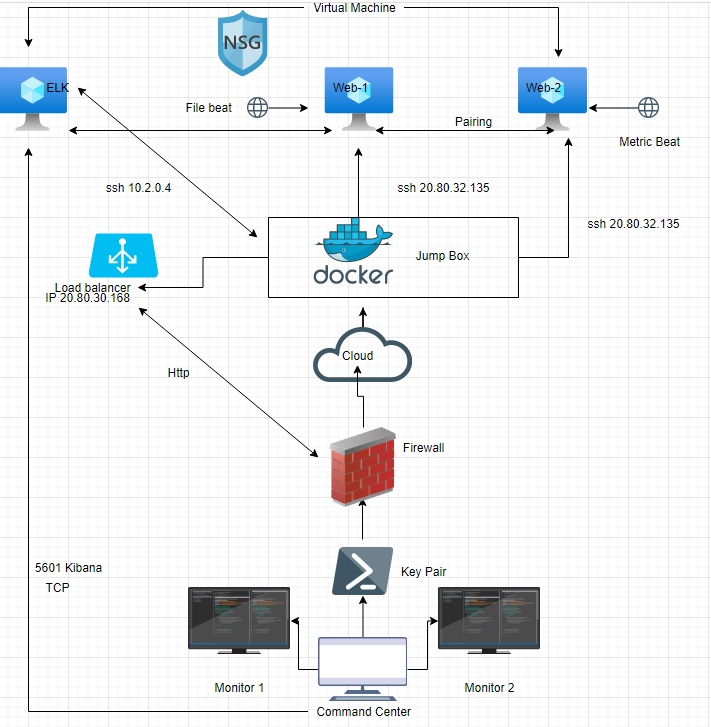 Virtual Machine
NSG
ELK
Web-1
Web-2
File beat
Pairing
Metric Beat
ssh 10.2.0.4
ssh 20.80.32.135
ssh 20.80.32.135
docker
Jump Box
Load balancer
IP 20.80.30.168
Cloud
Http
Firewall
5601 Kibana
TCP
Key Pair
Monitor 1
Monitor 2
Command Center